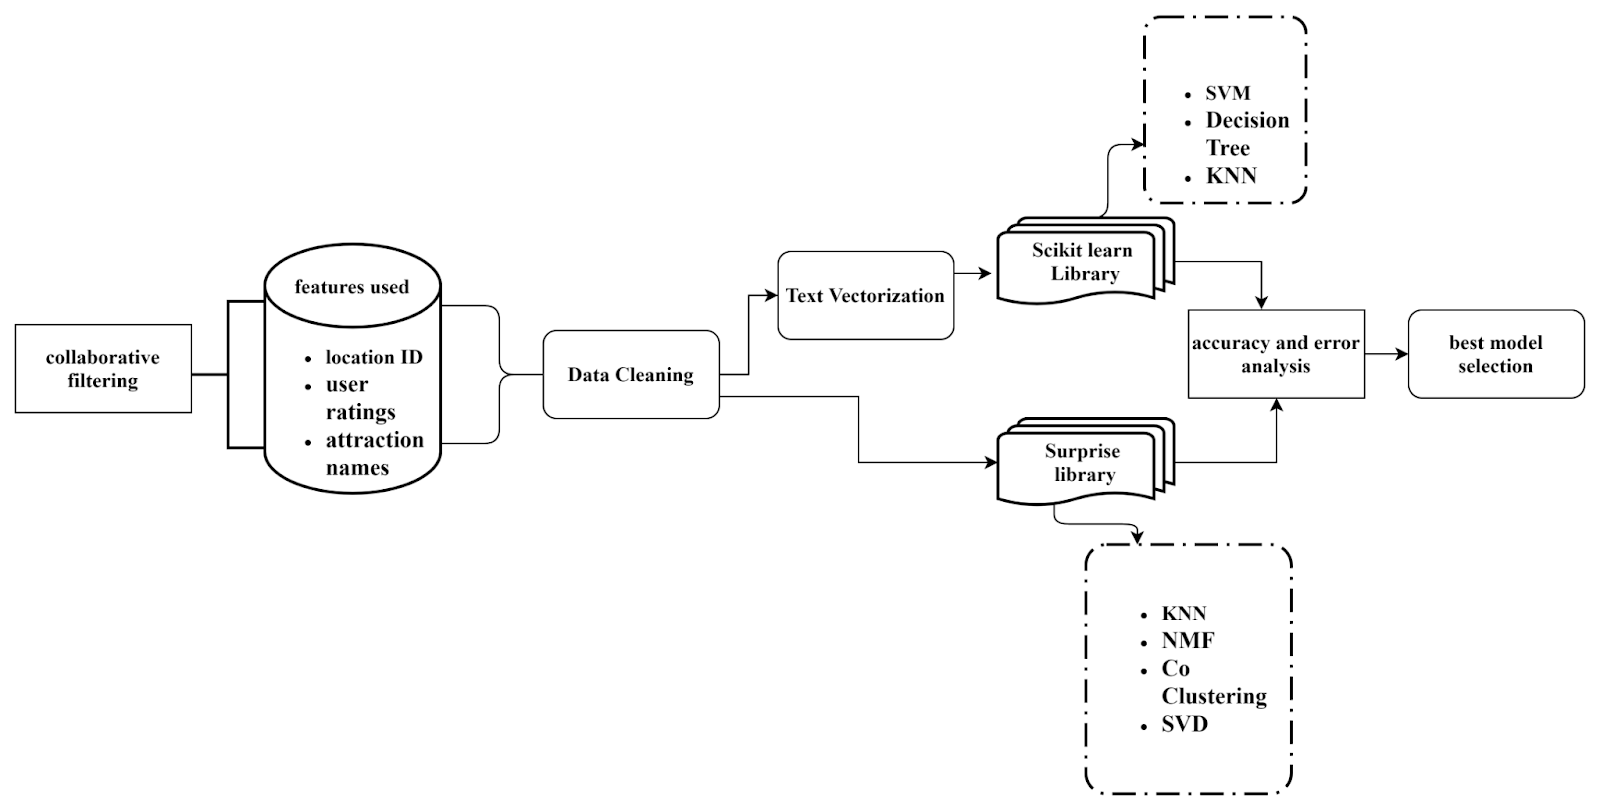 collaborative
filtering
features used
location ID
user
ratings
attraction
names
Data Cleaning
Text Vectorization
Scikit learn
Library
SVM
Decision
Tree
KNN
Surprise
library
KNN
NMF
Co
Clustering
SVD
accuracy and error
analysis
best model
selection